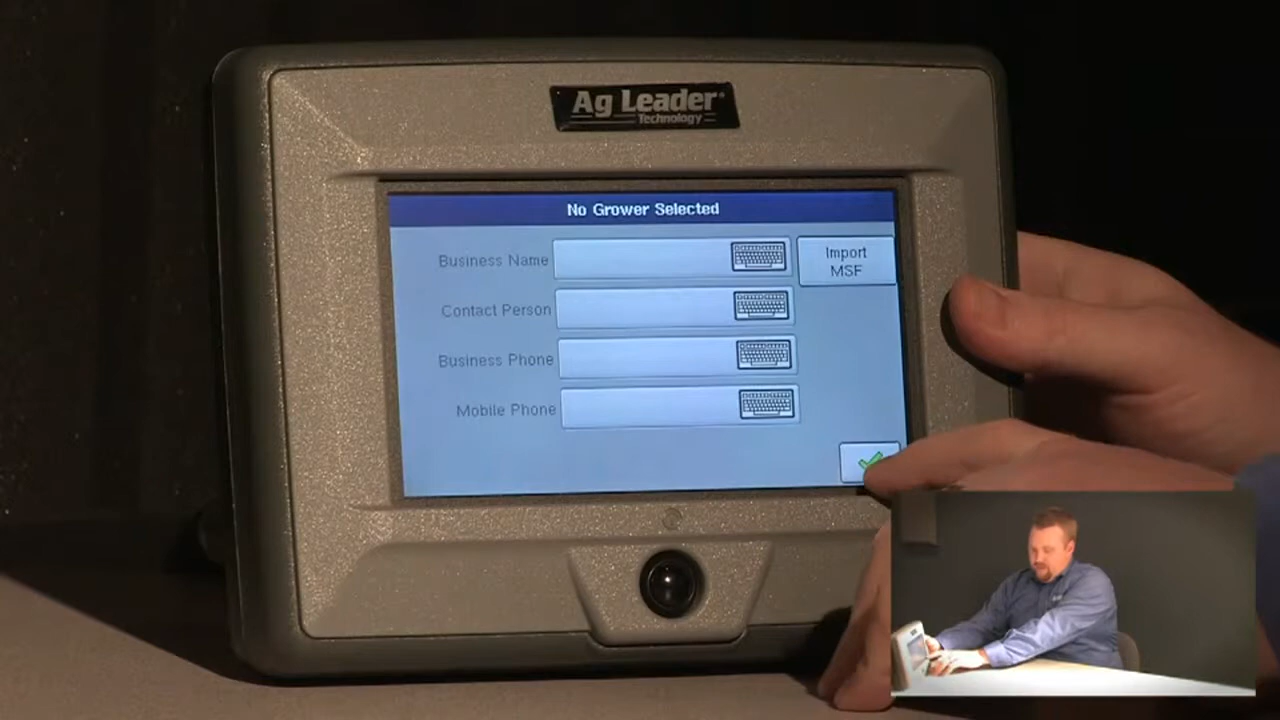 Ag Leader
Technology
No Grower Selected
Business Name
Import
MSF
Contact Person
Business Phone
Mobile Phone